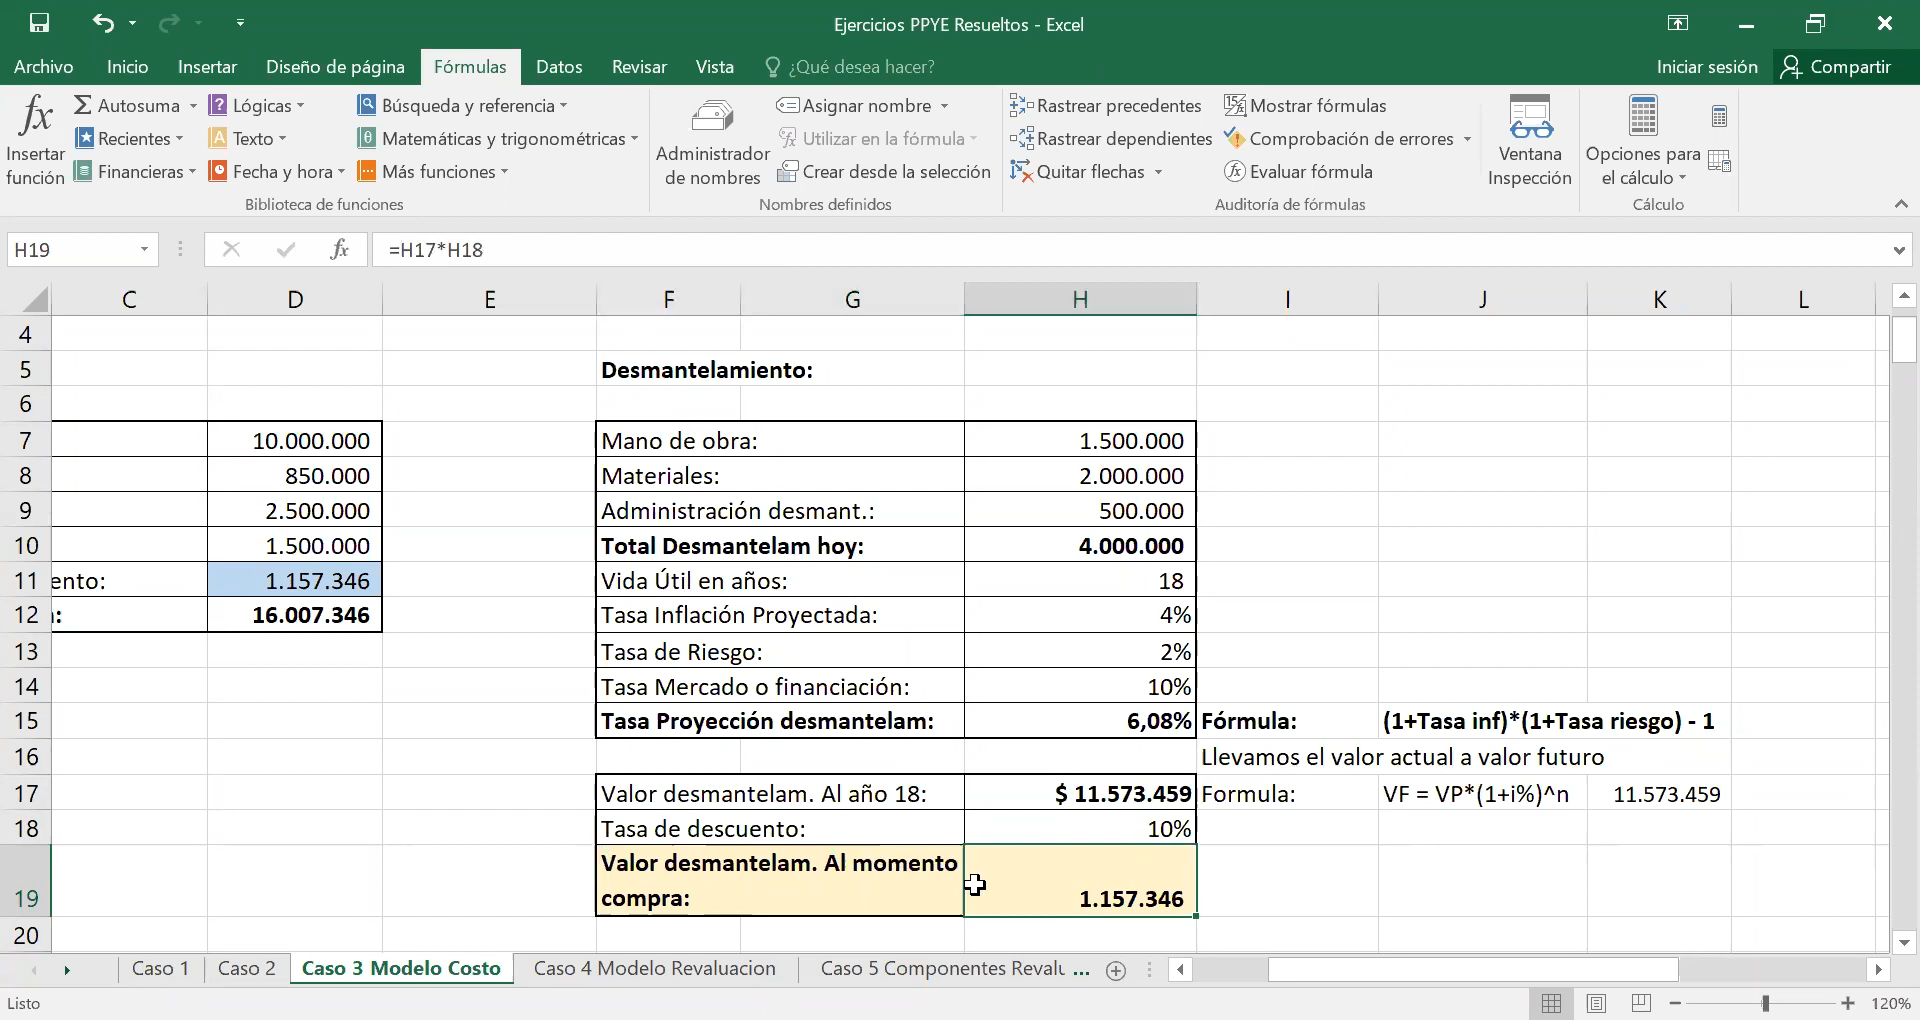 Ejercicios PPYE Resueltos - Excel
Archivo Inicio Insertar Diseño de página Fórmulas Datos Revisar Vista ¿Qué desea hacer? Iniciar sesión Compartir
fx Insertar función
Autosuma
Recientes
Financieras
Lógicas
Texto
Fecha y hora
Búsqueda y referencia
Matemáticas y trigonométricas
Más funciones
Biblioteca de funciones
Administrador de nombres
Asignar nombre
Utilizar en la fórmula
Crear desde la selección
Nombres definidos
Rastrear precedentes
Rastrear dependientes
Quitar flechas
Mostrar fórmulas
Comprobación de errores
Evaluar fórmula
Auditoría de fórmulas
Ventana Inspección
Opciones para el cálculo
Cálculo
H19 fx =H17*H18
C D E F G H I J K L
4
5 Desmantelamiento:
6
7 10.000.000 Mano de obra: 1.500.000
8 850.000 Materiales: 2.000.000
9 2.500.000 Administración desmant.: 500.000
10 1.500.000 Total Desmantelam hoy: 4.000.000
11 ento: 1.157.346 Vida Útil en años: 18
12 : 16.007.346 Tasa Inflación Proyectada: 4%
13 Tasa de Riesgo: 2%
14 Tasa Mercado o financiación: 10%
15 Tasa Proyección desmantelam: 6,08% Fórmula: (1+Tasa inf)*(1+Tasa riesgo) - 1
16 Llevamos el valor actual a valor futuro
17 Valor desmantelam. Al año 18: $ 11.573.459 Formula: VF = VP*(1+i%)^n 11.573.459
18 Tasa de descuento: 10%
Valor desmantelam. Al momento
19 compra: 1.157.346
20
Caso 1 Caso 2 Caso 3 Modelo Costo Caso 4 Modelo Revaluacion Caso 5 Componentes Revalu ...
Listo 120%